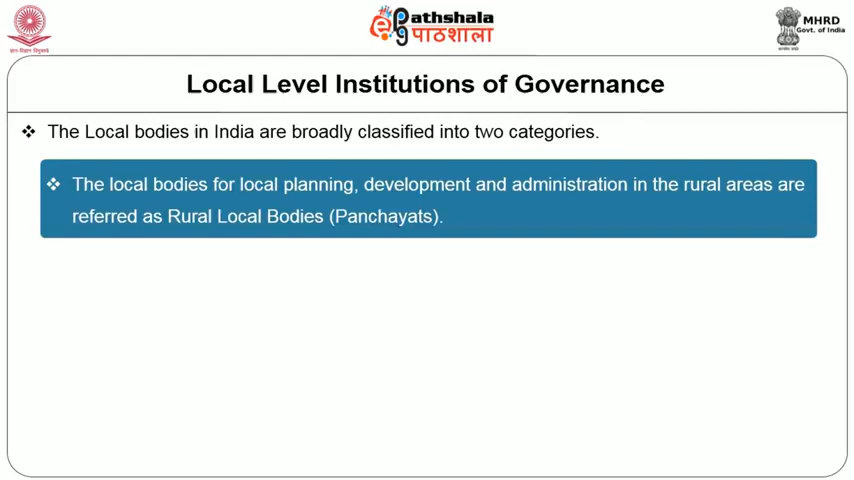 ePathshala
पाठशाला
MHRD
Govt. of India
ज्ञान-विज्ञान विमुक्तये
Local Level Institutions of Governance
❖ The Local bodies in India are broadly classified into two categories.
❖ The local bodies for local planning, development and administration in the rural areas are
referred as Rural Local Bodies (Panchayats).